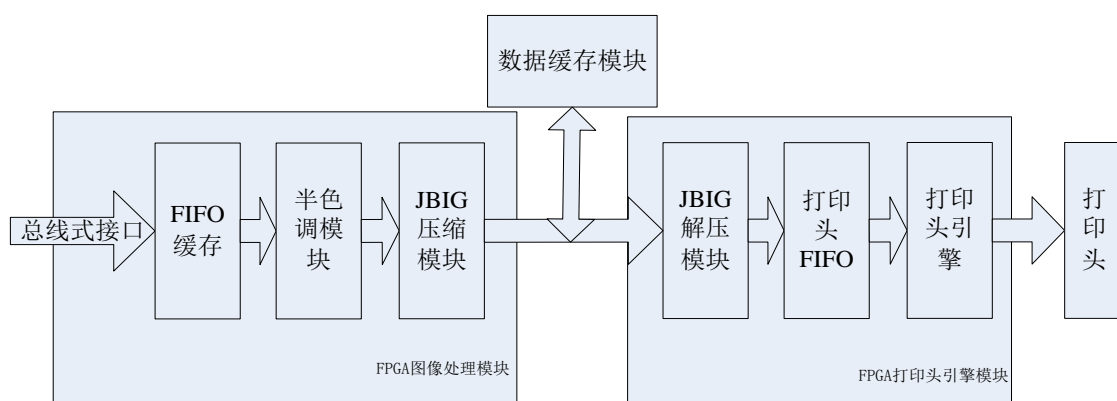 数据缓存模块
总线式接口
FIFO
缓存
半色
调模
块
JBIG
压缩
模块
JBIG
解压
模块
打印
头
FIFO
打印
头引
擎
打
印
头
FPGA图像处理模块
FPGA打印头引擎模块